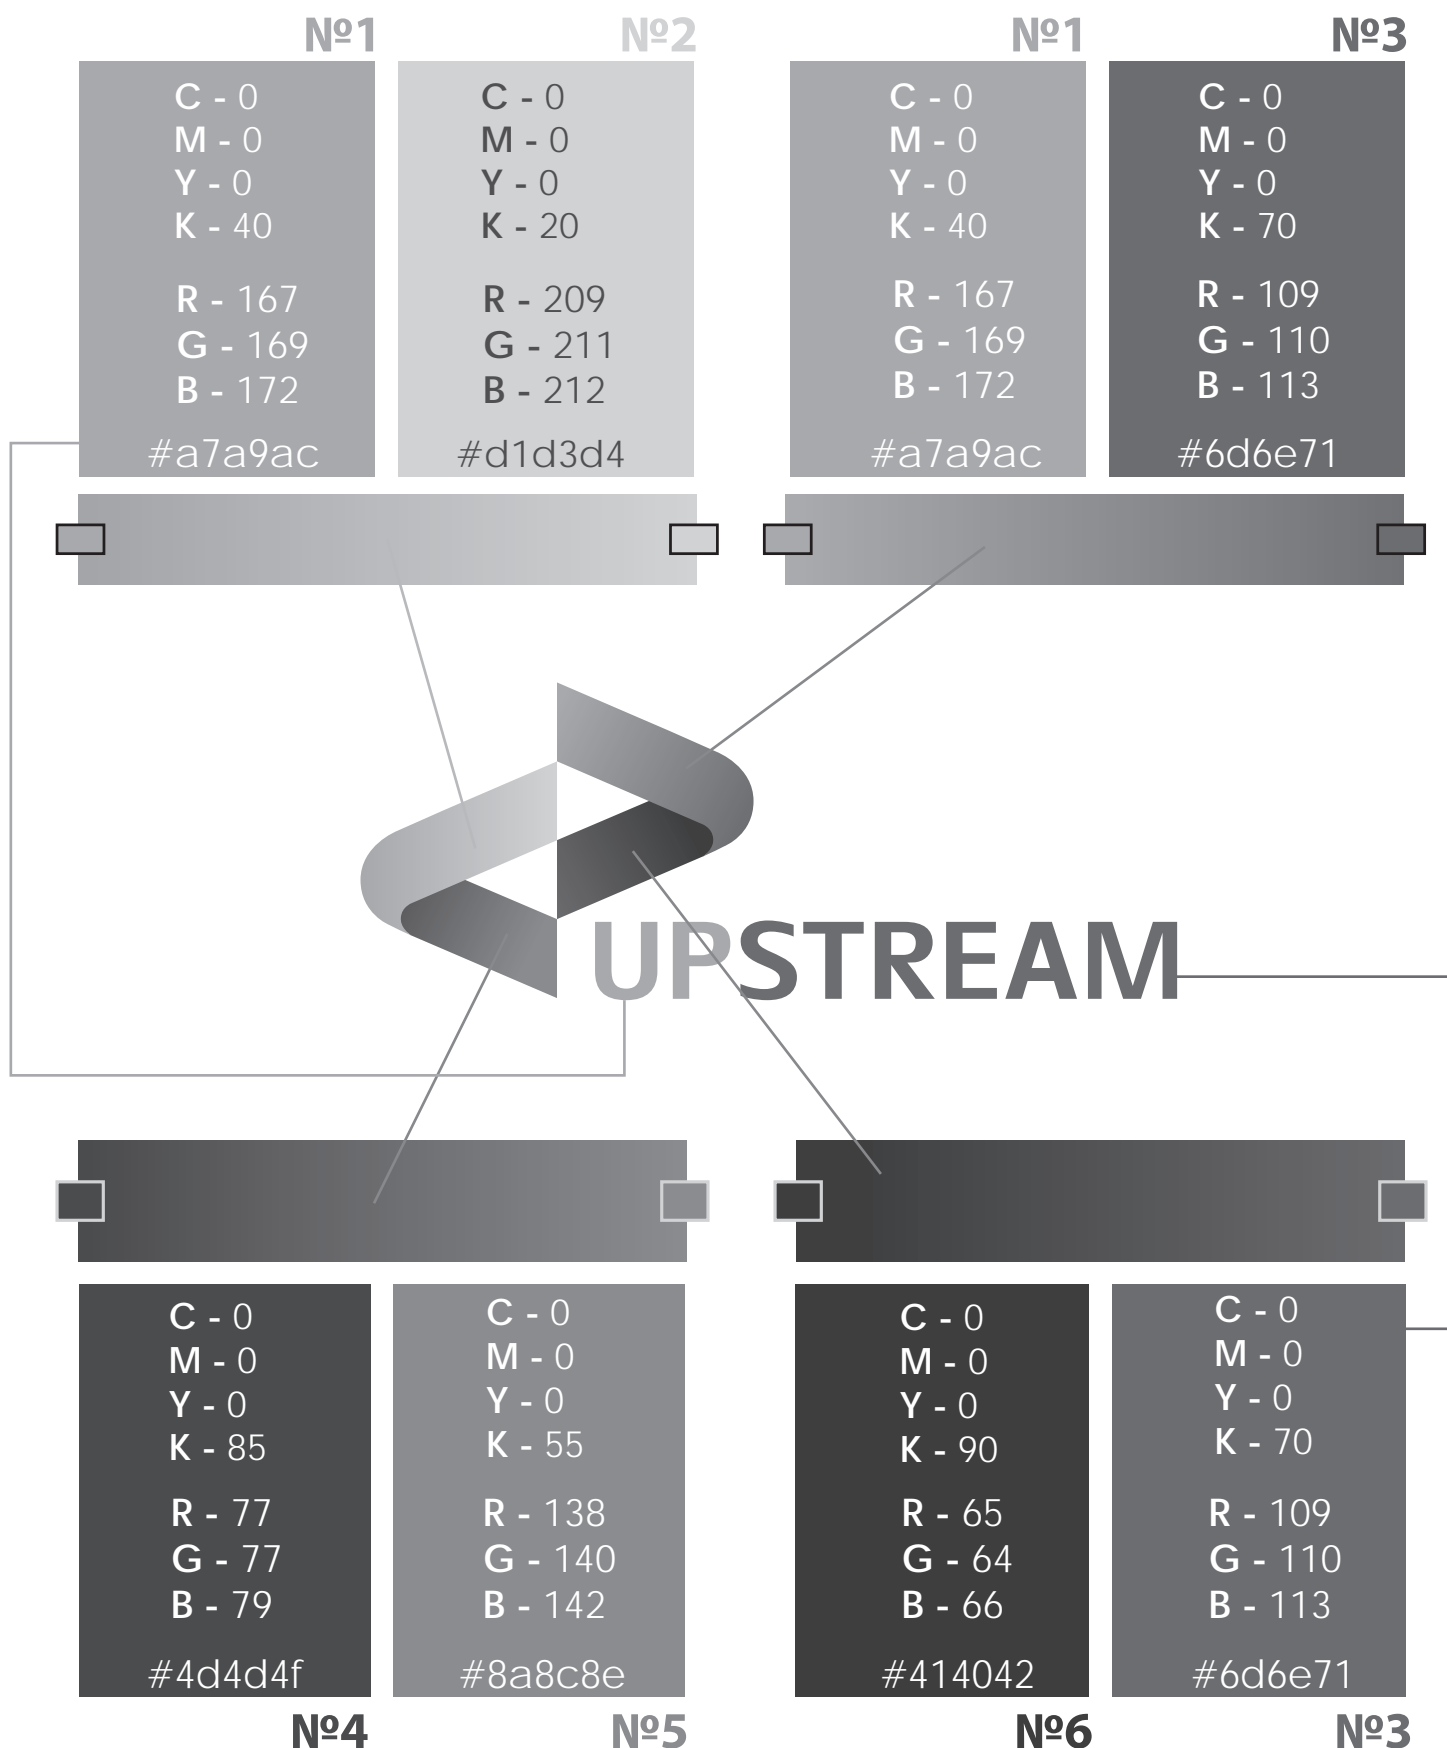 №1
C - 0
M - 0
Y - 0
K - 40
R - 167
G - 169
B - 172
#a7a9ac
№2
C - 0
M - 0
Y - 0
K - 20
R - 209
G - 211
B - 212
#d1d3d4
№1
C - 0
M - 0
Y - 0
K - 40
R - 167
G - 169
B - 172
#a7a9ac
№3
C - 0
M - 0
Y - 0
K - 70
R - 109
G - 110
B - 113
#6d6e71
UPSTREAM
C - 0
M - 0
Y - 0
K - 85
R - 77
G - 77
B - 79
#4d4d4f
№4
C - 0
M - 0
Y - 0
K - 55
R - 138
G - 140
B - 142
#8a8c8e
№5
C - 0
M - 0
Y - 0
K - 90
R - 65
G - 64
B - 66
#414042
№6
C - 0
M - 0
Y - 0
K - 70
R - 109
G - 110
B - 113
#6d6e71
№3